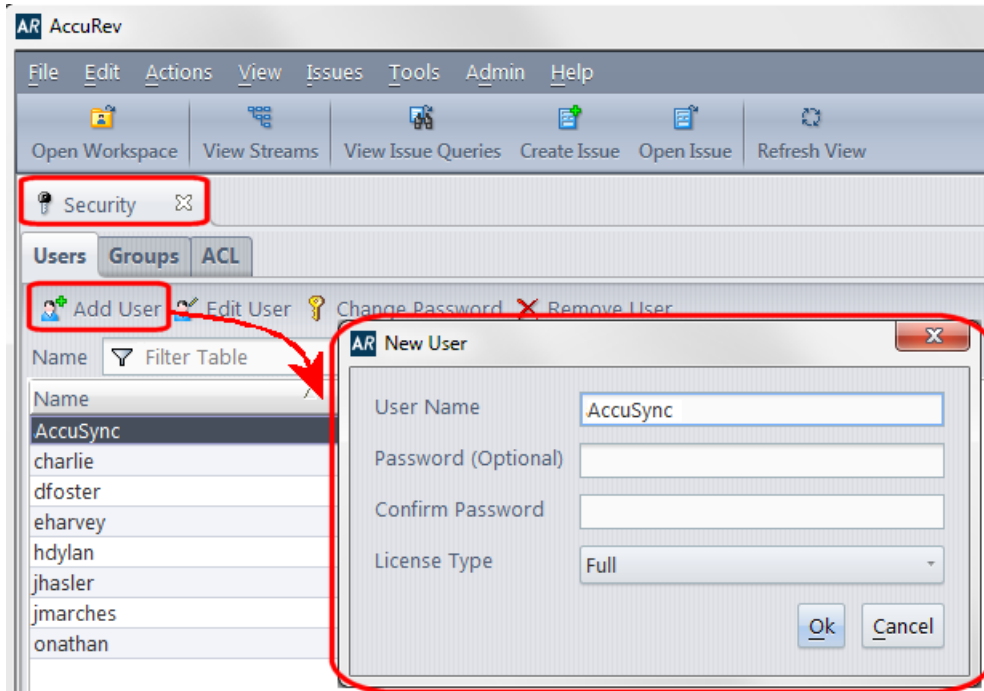 AR AccuRev
File Edit Actions View Issues Tools Admin Help
Open Workspace View Streams View Issue Queries Create Issue Open Issue Refresh View
Security
Users Groups ACL
Add User Edit User Change Password Remove User
Name Filter Table
Name
AccuSync
charlie
dfoster
eharvey
hdylan
jhasler
jmarches
onathan
AR New User
User Name AccuSync
Password (Optional)
Confirm Password
License Type Full
Ok Cancel